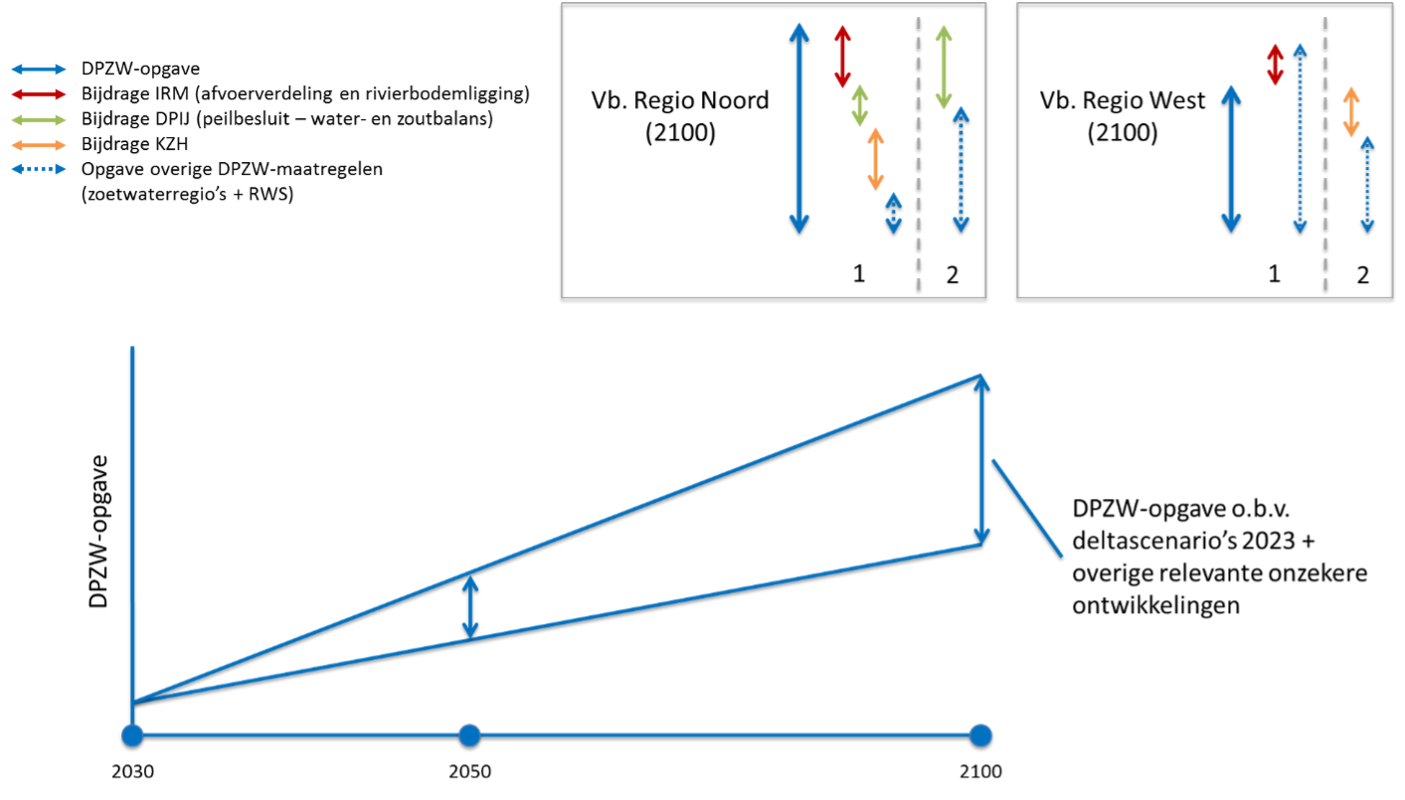 DPZW-opgave
Bijdrage IRM (afvoerverdeling en rivierbodemligging)
Bijdrage DPIJ (peilbesluit – water- en zoutbalans)
Bijdrage KZH
Opgave overige DPZW-maatregelen
(zoetwaterregio's + RWS)
Vb. Regio Noord
(2100)
1
2
Vb. Regio West
(2100)
1
2
DPZW-opgave
DPZW-opgave o.b.v.
deltascenario's 2023 +
overige relevante onzekere
ontwikkelingen
2030
2050
2100